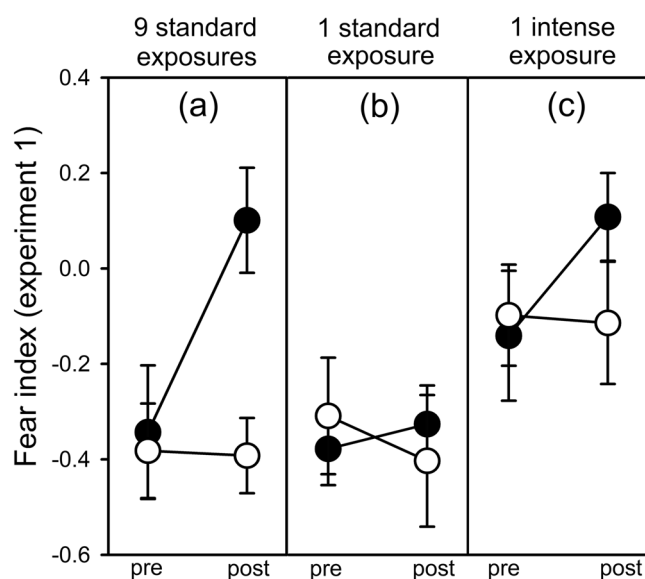 9 standard
exposures
1 standard
exposure
1 intense
exposure
Fear index (experiment 1)
0.4
0.2
0.0
-0.2
-0.4
-0.6
(a)
(b)
(c)
pre
post
pre
post
pre
post